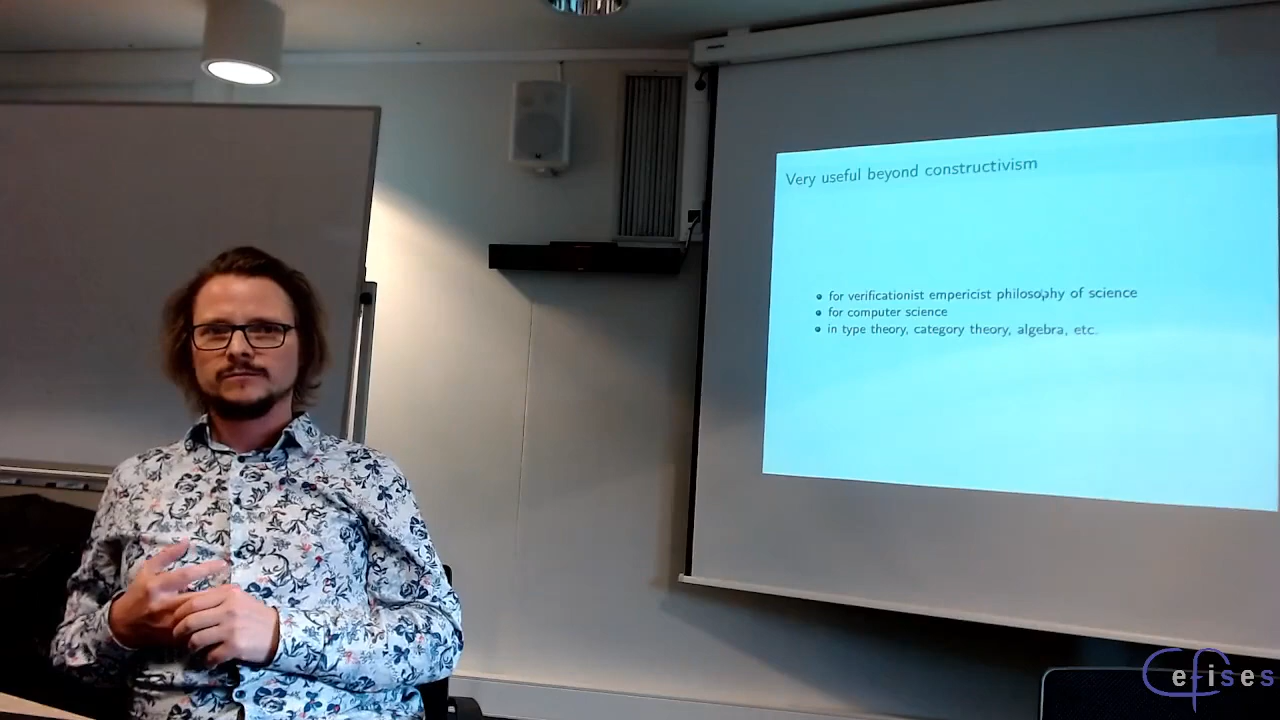 Very useful beyond constructivism
for verificationist empericist philosophy of science
for computer science
in type theory, category theory, algebra, etc.
Cefises